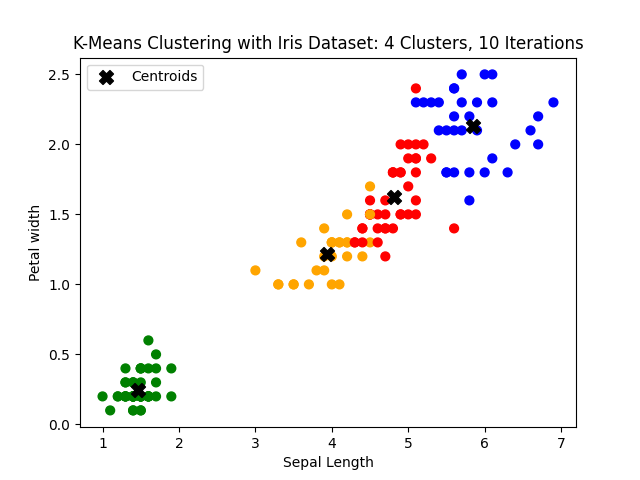 K-Means Clustering with Iris Dataset: 4 Clusters, 10 Iterations
Centroids
2.5
2.0
1.5
1.0
0.5
0.0
Petal width
1 2 3 4 5 6 7
Sepal Length